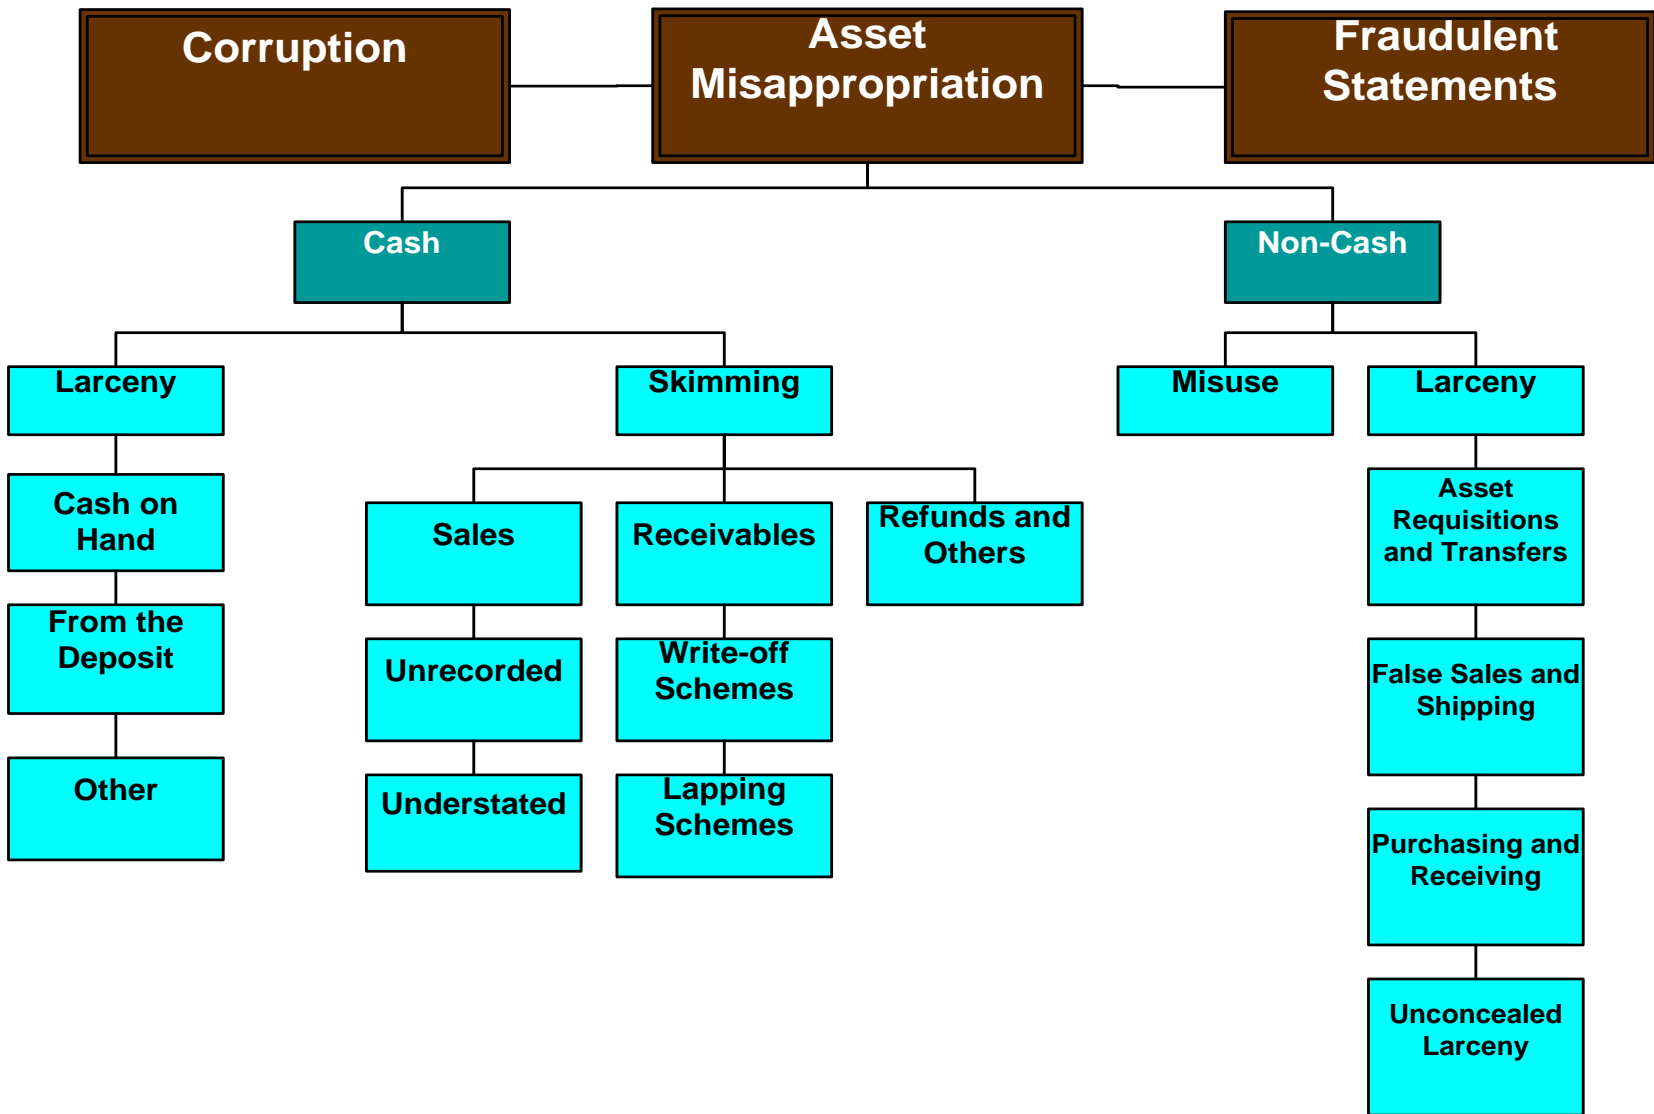 Corruption
Asset
Misappropriation
Fraudulent
Statements
Cash
Non-Cash
Larceny
Skimming
Misuse
Larceny
Cash on
Hand
Sales
Receivables
Refunds and
Others
Asset
Requisitions
and Transfers
From the
Deposit
Unrecorded
Write-off
Schemes
False Sales and
Shipping
Other
Understated
Lapping
Schemes
Purchasing and
Receiving
Unconcealed
Larceny